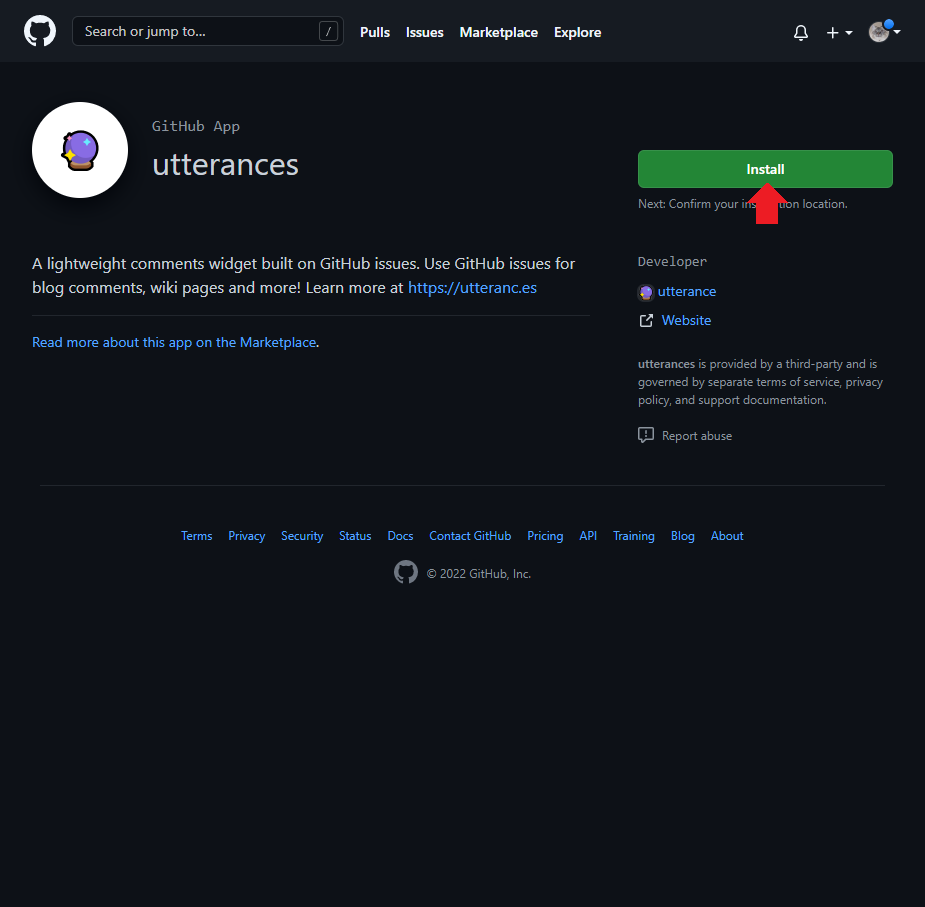 Search or jump to...
/
Pulls Issues Marketplace Explore
GitHub App
utterances
Install
Next: Confirm your ins tion location.
A lightweight comments widget built on GitHub issues. Use GitHub issues for
blog comments, wiki pages and more! Learn more at https://utteranc.es
Read more about this app on the Marketplace.
Developer
utterance
Website
utterances is provided by a third-party and is
governed by separate terms of service, privacy
policy, and support documentation.
Report abuse
Terms Privacy Security Status Docs Contact GitHub Pricing API Training Blog About
© 2022 GitHub, Inc.